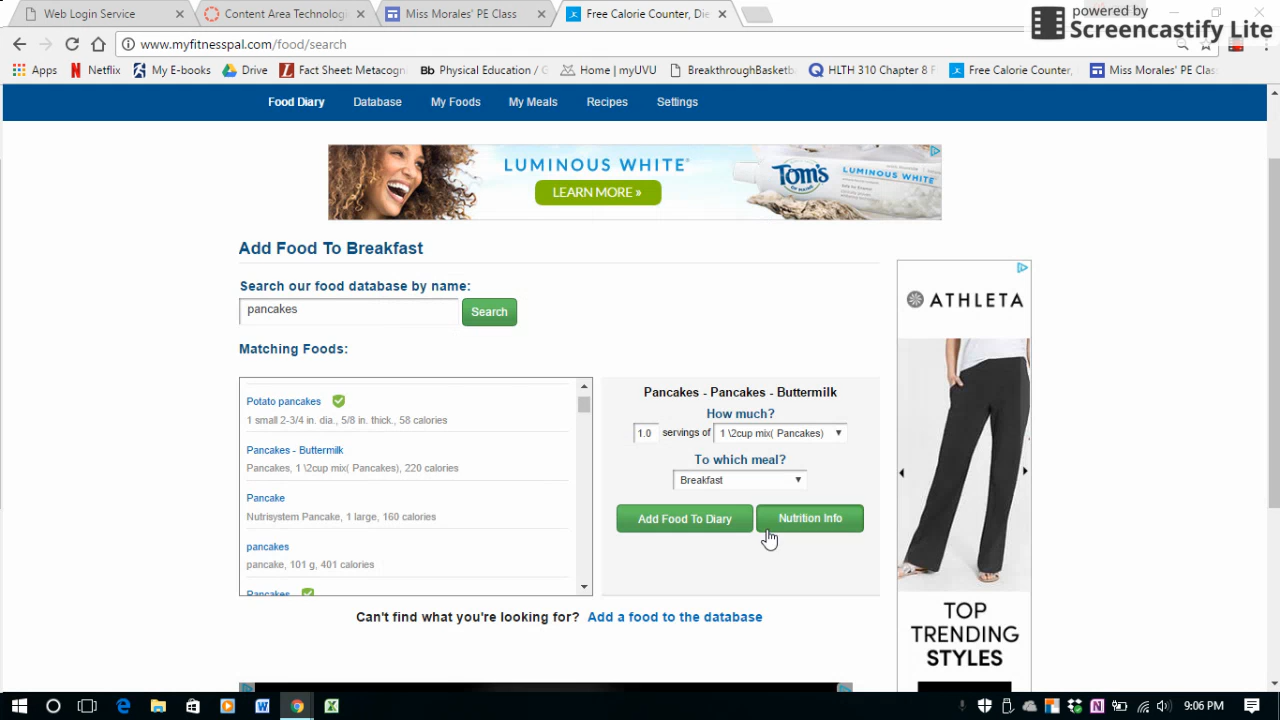 powered by
Screencastify Lite
Web Login Service
Content Area Technolog
Miss Morales' PE Class
Free Calorie Counter, Die
www.myfitnesspal.com/food/search
Apps
Netflix
My E-books
Drive
Fact Sheet: Metacogn
Bb Physical Education / G
Home | myUVU
BreakthroughBasketb
HLTH 310 Chapter 8 F
Free Calorie Counter,
Miss Morales' PE Clas
Food Diary
Database
My Foods
My Meals
Recipes
Settings
LUMINOUS WHITE®
LEARN MORE »
TOM'S
OF MAINE
LUMINOUS WHITE
Add Food To Breakfast
Search our food database by name:
pancakes
Search
Matching Foods:
Potato pancakes
1 small 2-3/4 in. dia., 5/8 in. thick., 58 calories
Pancakes - Buttermilk
Pancakes, 1 \2cup mix( Pancakes), 220 calories
Pancake
Nutrisystem Pancake, 1 large, 160 calories
pancakes
pancake, 101 g, 401 calories
Pancakes
Pancakes - Pancakes - Buttermilk
How much?
1.0 servings of 1 \2cup mix( Pancakes)
To which meal?
Breakfast
Add Food To Diary
Nutrition Info
Can't find what you're looking for? Add a food to the database
ATHLETA
TOP
TRENDING
STYLES
9:06 PM